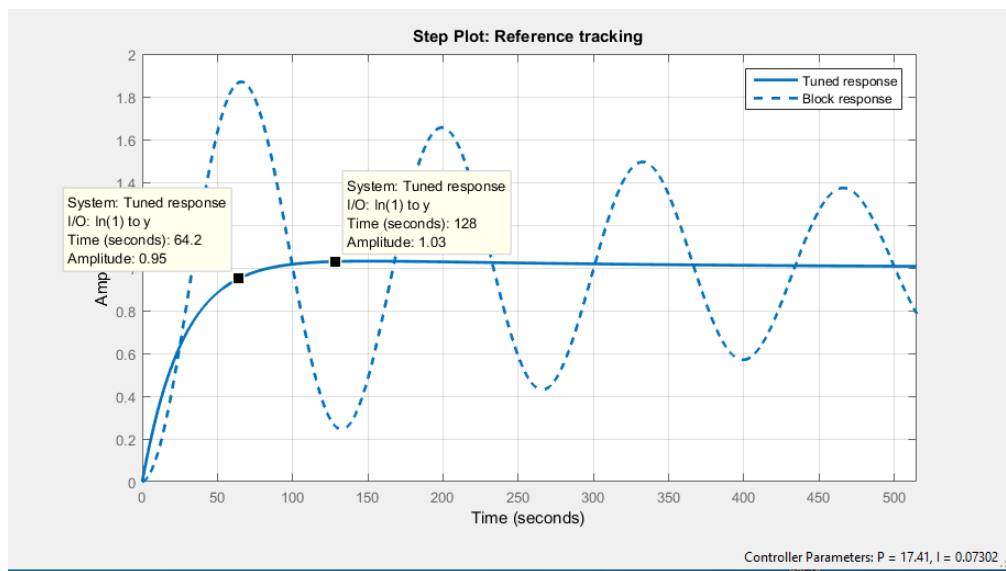 Step Plot: Reference tracking
Tuned response
Block response
2
1.8
1.6
1.4
System: Tuned response
I/O: In(1) to y
Time (seconds): 64.2
Amplitude: 0.95
System: Tuned response
I/O: In(1) to y
Time (seconds): 128
Amplitude: 1.03
Amp
0.8
0.6
0.4
0.2
0
0 50 100 150 200 250 300 350 400 450 500
Time (seconds)
Controller Parameters: P = 17.41, I = 0.07302